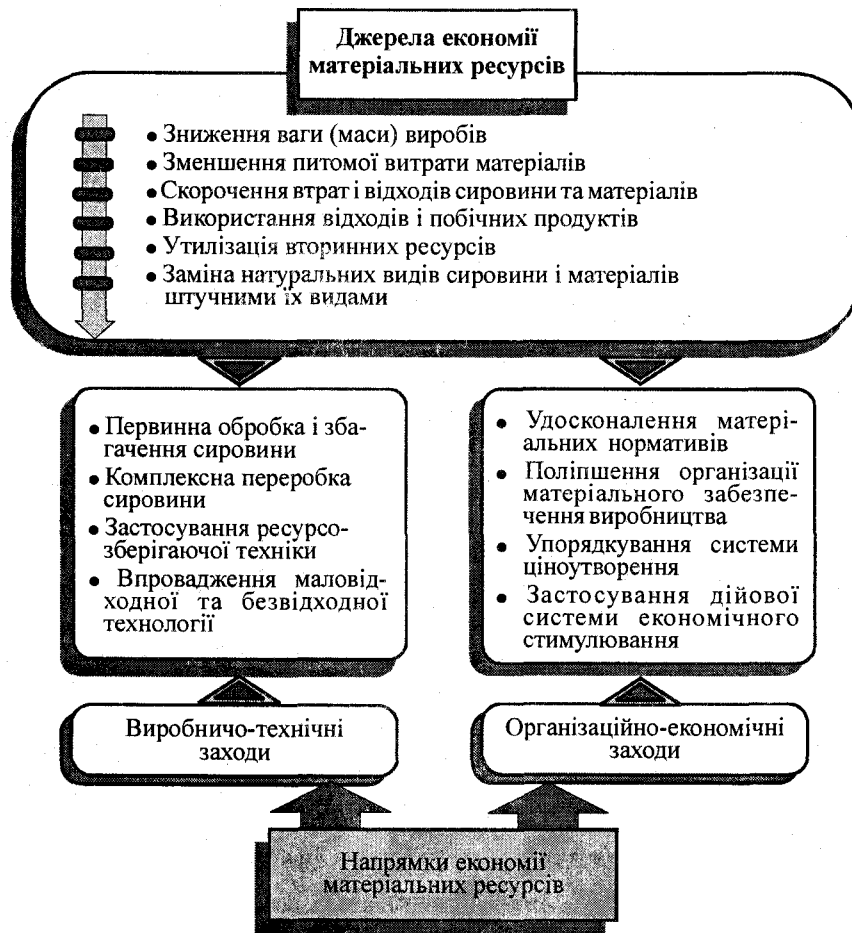 Джерела економії
матеріальних ресурсів
• Зниження ваги (маси) виробів
• Зменшення питомої витрати матеріалів
• Скорочення втрат і відходів сировини та матеріалів
• Використання відходів і побічних продуктів
• Утилізація вторинних ресурсів
• Заміна натуральних видів сировини і матеріалів
штучними їх видами
• Первинна обробка і зба-
гачення сировини
• Комплексна переробка
сировини
• Застосування ресурсо-
зберігаючої техніки
• Впровадження маловід-
ходної та безвідходної
технології
• Удосконалення матері-
альних нормативів
• Поліпшення організації
матеріального забезпе-
чення виробництва
• Упорядкування системи
ціноутворення
• Застосування дійової
системи економічного
стимулювання
Виробничо-технічні
заходи
Організаційно-економічні
заходи
Напрямки економії
матеріальних ресурсів